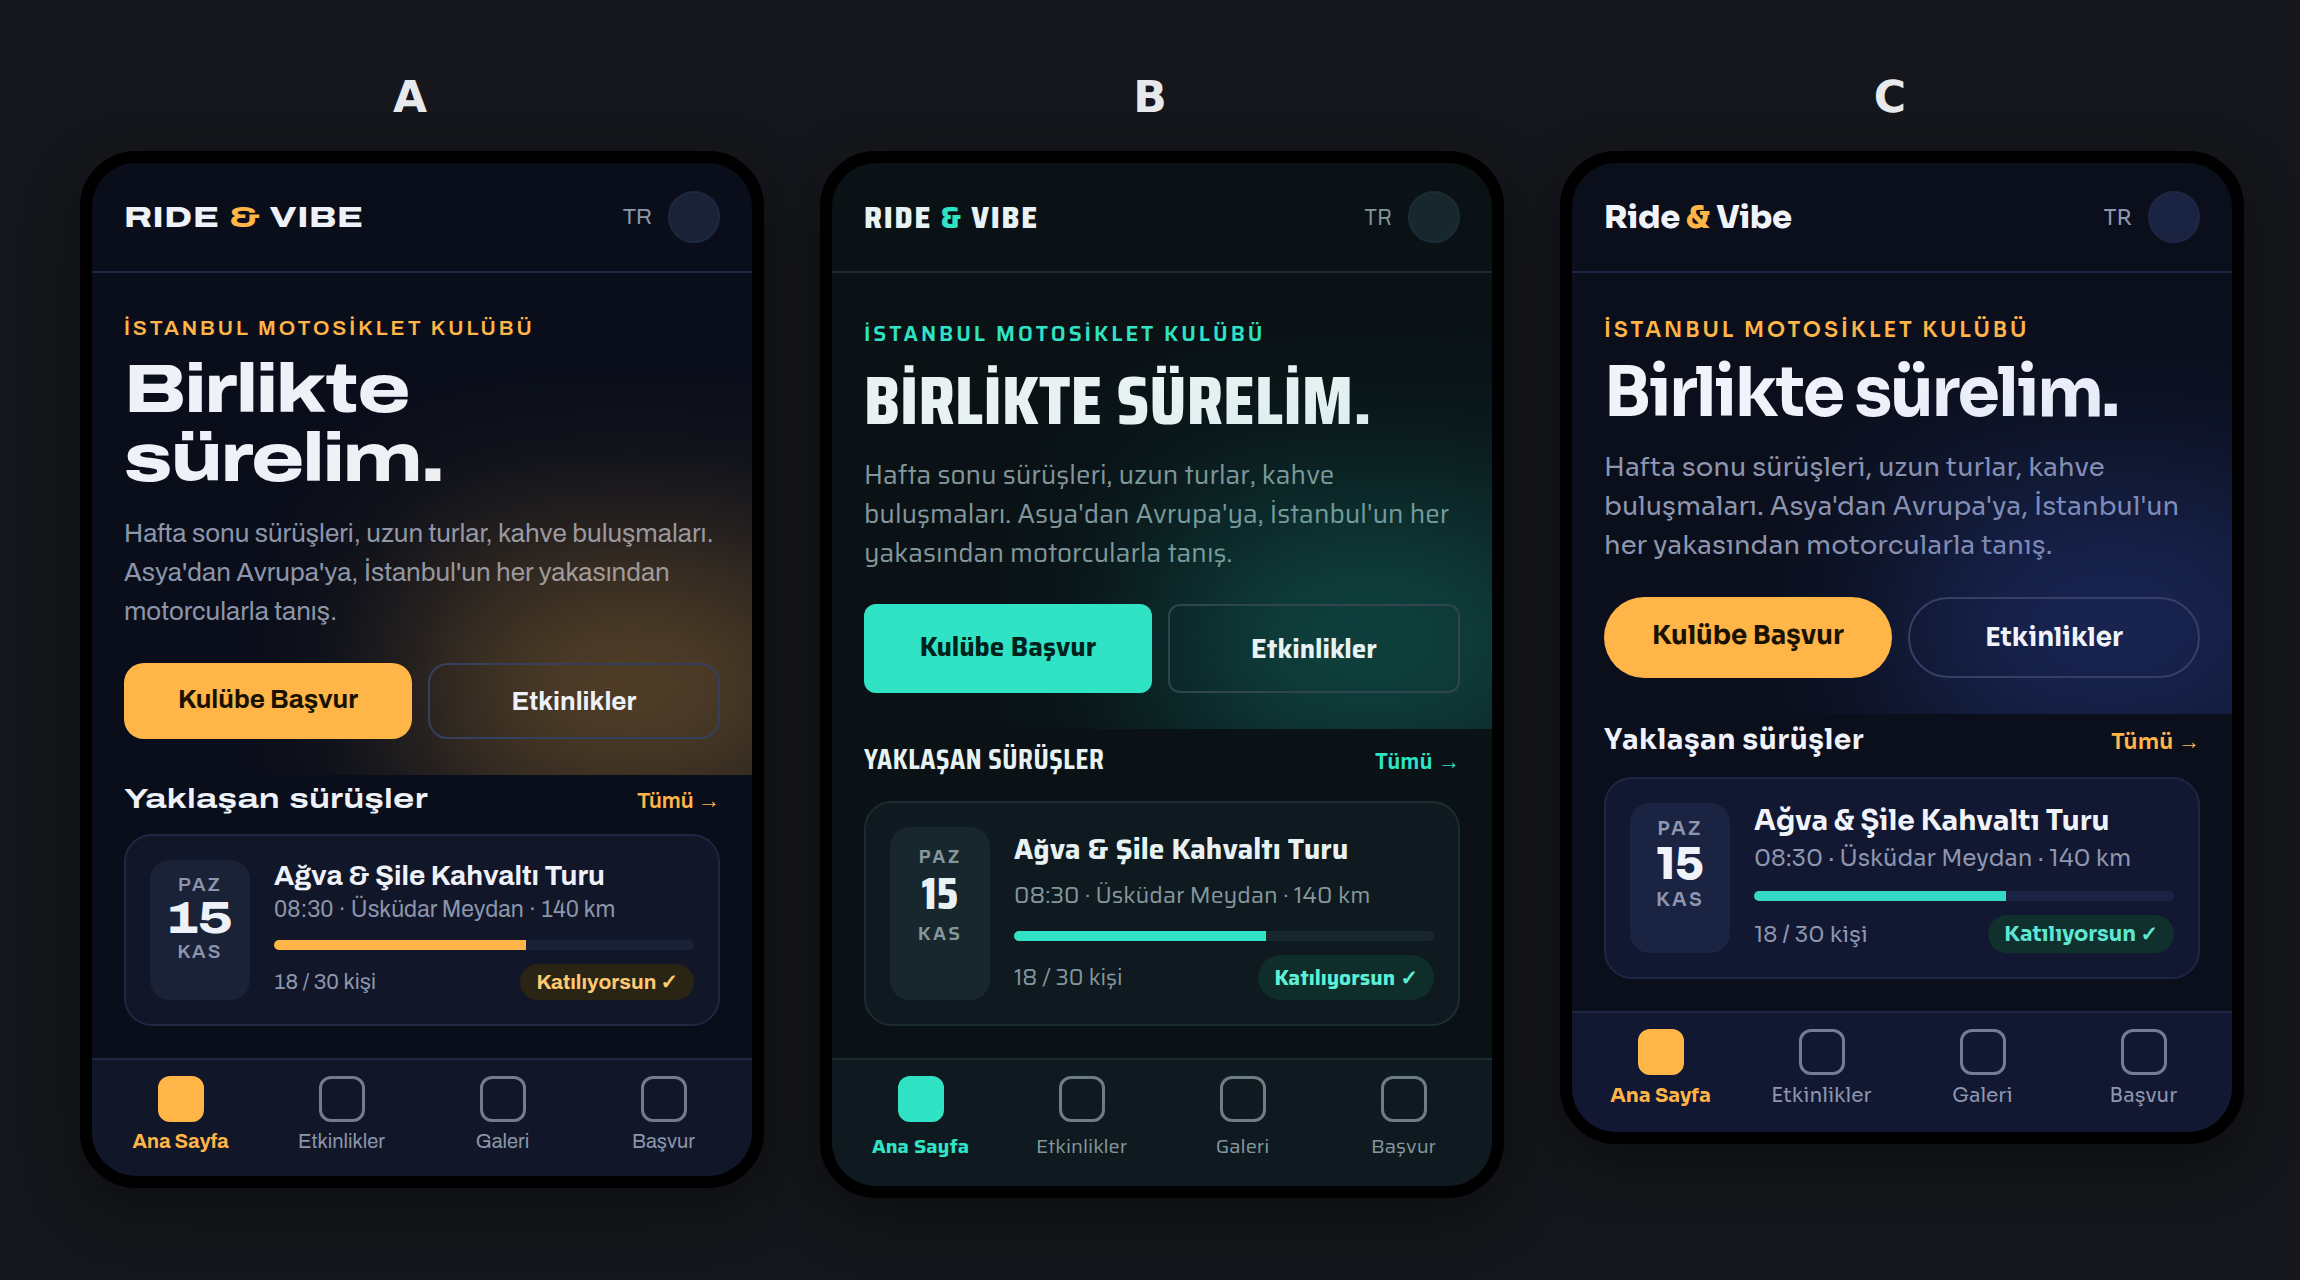 A
RIDE & VIBE
TR
İSTANBUL MOTOSİKLET KULÜBÜ
Birlikte
sürelim.
Hafta sonu sürüşleri, uzun turlar, kahve buluşmaları.
Asya'dan Avrupa'ya, İstanbul'un her yakasından
motorcularla tanış.
Kulübe Başvur
Etkinlikler
Yaklaşan sürüşler
Tümü →
PAZ
15
KAS
Ağva & Şile Kahvaltı Turu
08:30 · Üsküdar Meydan · 140 km
18 / 30 kişi
Katılıyorsun ✓
Ana Sayfa
Etkinlikler
Galeri
Başvur
B
RIDE & VIBE
TR
İSTANBUL MOTOSİKLET KULÜBÜ
BİRLİKTE SÜRELİM.
Hafta sonu sürüşleri, uzun turlar, kahve
buluşmaları. Asya'dan Avrupa'ya, İstanbul'un her
yakasından motorcularla tanış.
Kulübe Başvur
Etkinlikler
YAKLAŞAN SÜRÜŞLER
Tümü →
PAZ
15
KAS
Ağva & Şile Kahvaltı Turu
08:30 · Üsküdar Meydan · 140 km
18 / 30 kişi
Katılıyorsun ✓
Ana Sayfa
Etkinlikler
Galeri
Başvur
C
Ride & Vibe
TR
İSTANBUL MOTOSİKLET KULÜBÜ
Birlikte sürelim.
Hafta sonu sürüşleri, uzun turlar, kahve
buluşmaları. Asya'dan Avrupa'ya, İstanbul'un
her yakasından motorcularla tanış.
Kulübe Başvur
Etkinlikler
Yaklaşan sürüşler
Tümü →
PAZ
15
KAS
Ağva & Şile Kahvaltı Turu
08:30 · Üsküdar Meydan · 140 km
18 / 30 kişi
Katılıyorsun ✓
Ana Sayfa
Etkinlikler
Galeri
Başvur